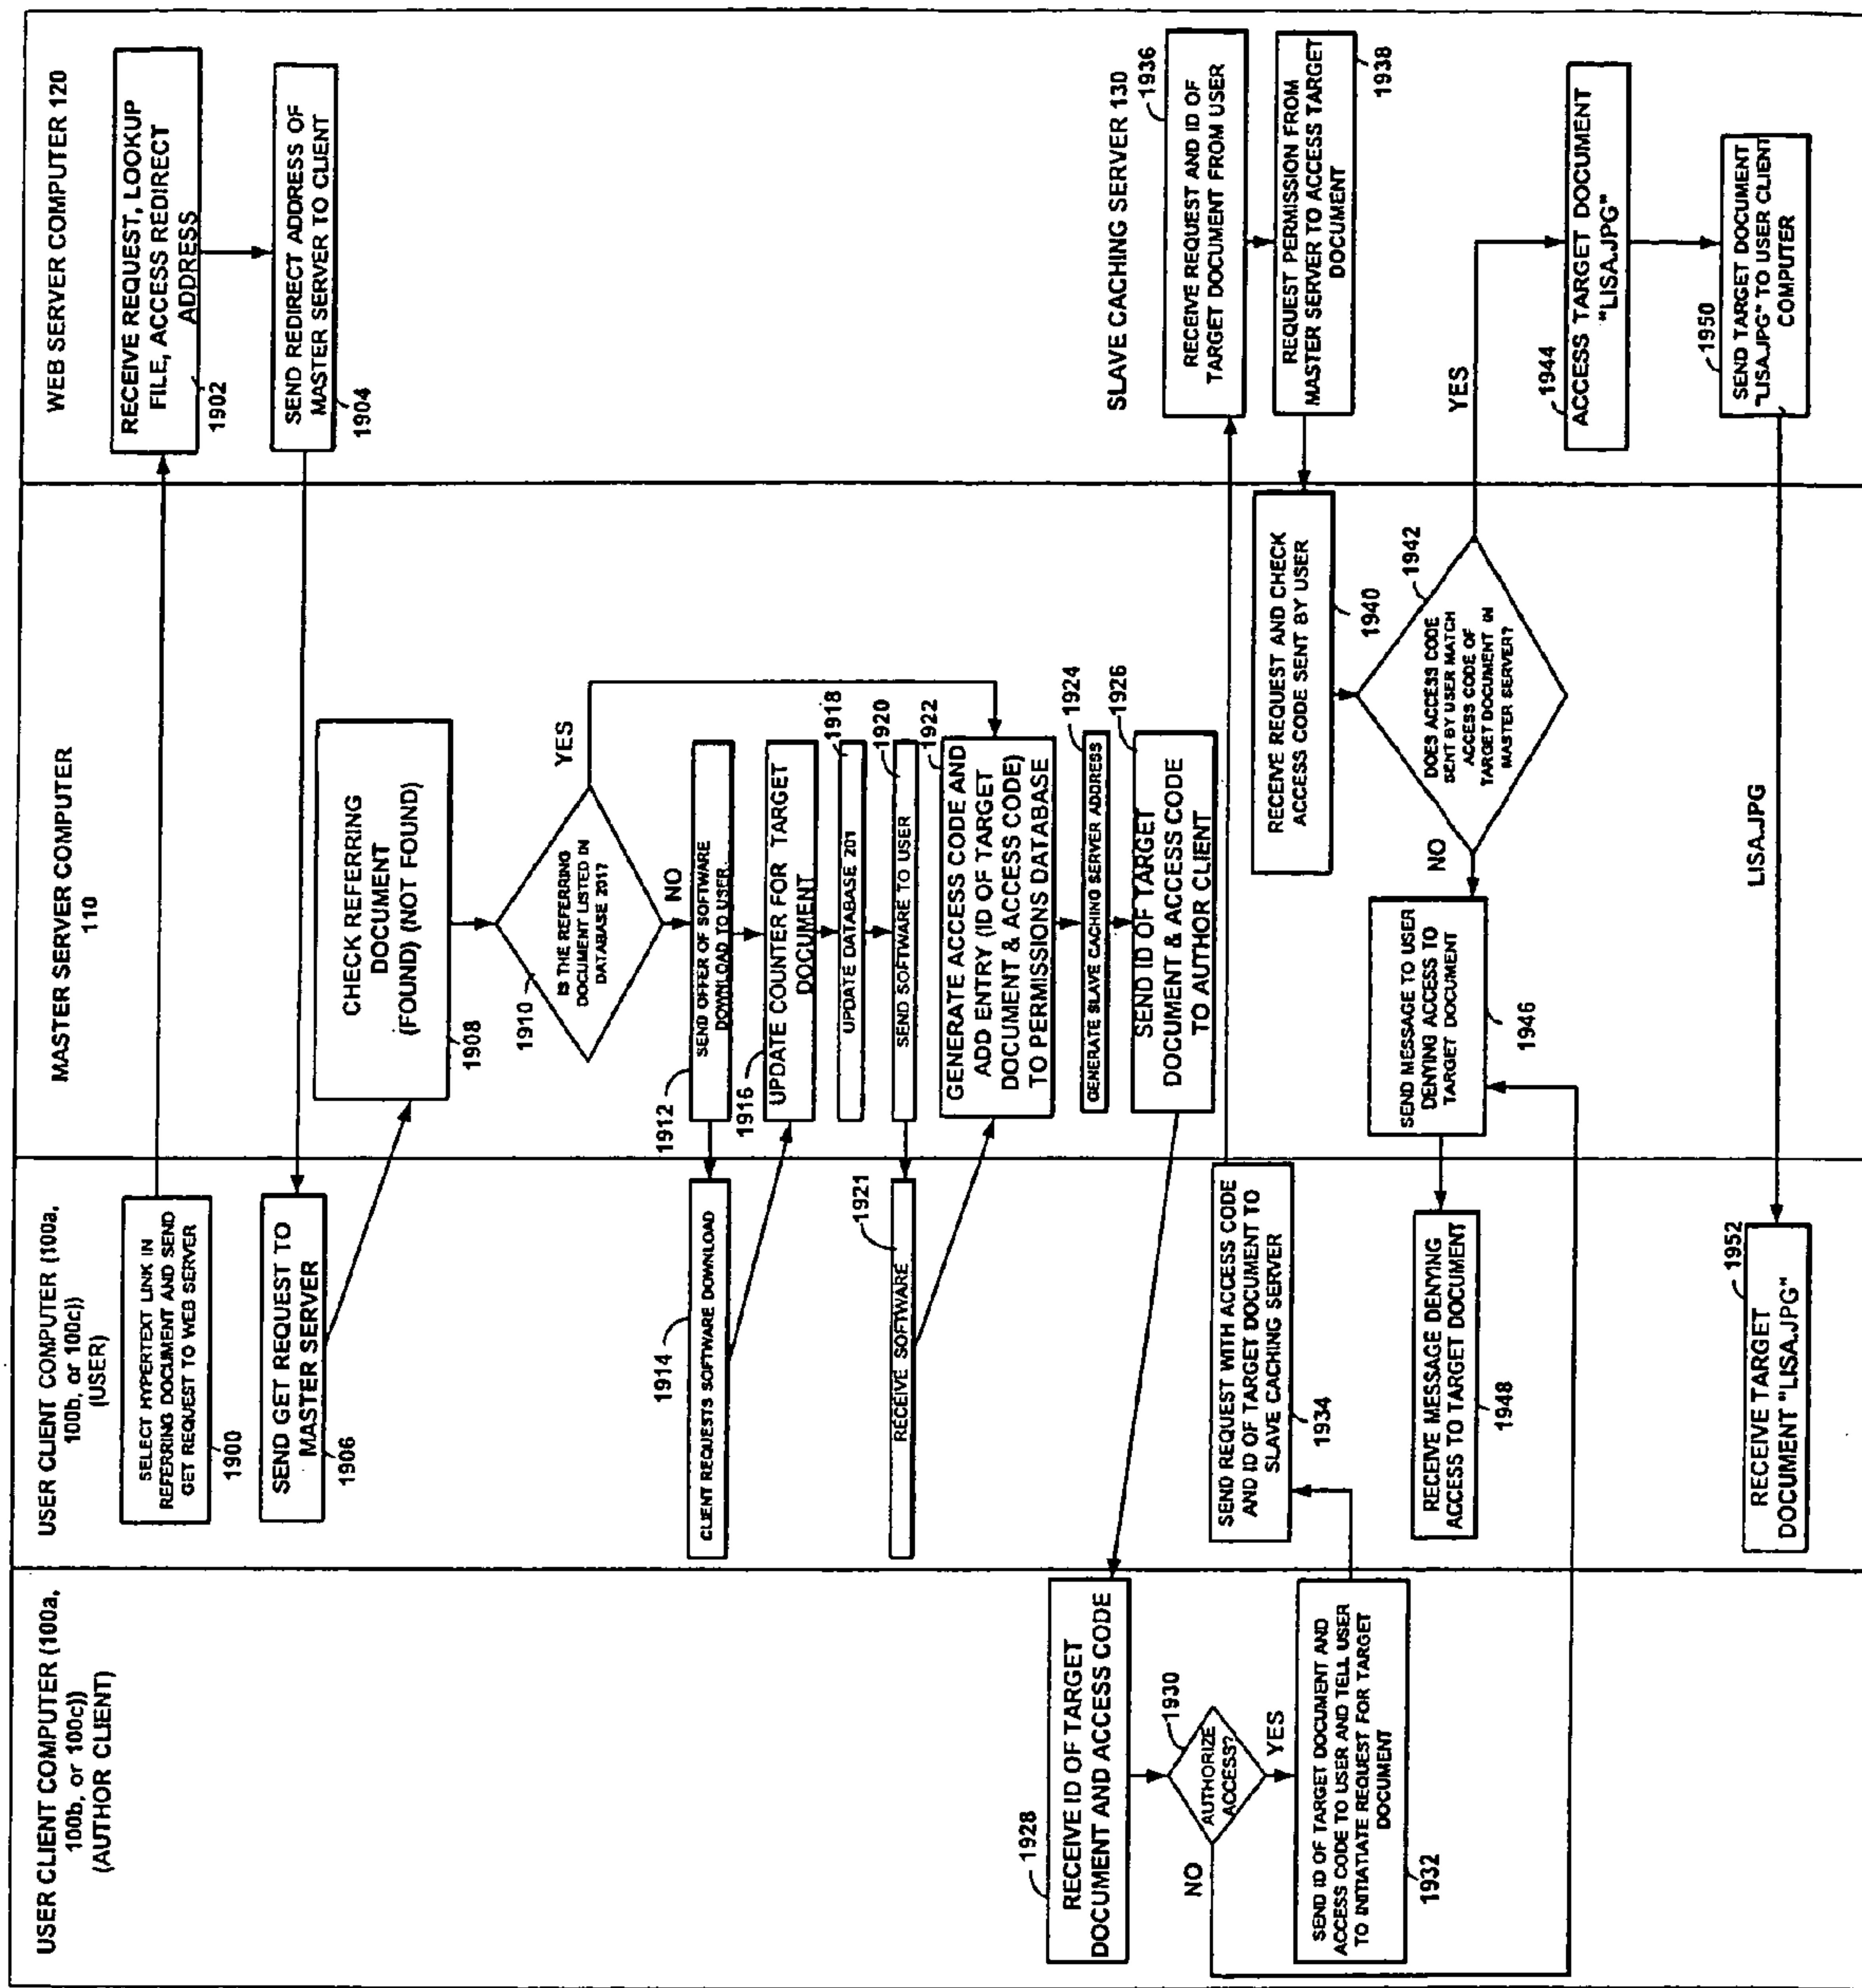 USER CLIENT COMPUTER (100a,
100b, or 100c))
(AUTHOR CLIENT)
1928
RECEIVE ID OF TARGET
DOCUMENT AND ACCESS CODE
1930
AUTHORIZE
ACCESS?
NO
YES
SEND ID OF TARGET DOCUMENT AND
ACCESS CODE TO USER AND TELL USER
TO INITIATE REQUEST FOR TARGET
DOCUMENT
1932
USER CLIENT COMPUTER (100a,
100b, or 100c))
(USER)
SELECT HYPERTEXT LINK IN
REFERRING DOCUMENT AND SEND
GET REQUEST TO WEB SERVER
1900
SEND GET REQUEST TO
MASTER SERVER
1906
1914
CLIENT REQUESTS SOFTWARE DOWNLOAD
1921
RECEIVE SOFTWARE
SEND REQUEST WITH ACCESS CODE
AND ID OF TARGET DOCUMENT TO
SLAVE CACHING SERVER
1934
RECEIVE MESSAGE DENYING
ACCESS TO TARGET DOCUMENT
1948
1952
RECEIVE TARGET
DOCUMENT "LISA.JPG"
MASTER SERVER COMPUTER
110
CHECK REFERRING
DOCUMENT
(FOUND) (NOT FOUND)
1908
1910
IS THE REFERRING
DOCUMENT LISTED IN
DATABASE 201?
YES
NO
1912
SEND OFFER OF SOFTWARE
DOWNLOAD TO USER
1916
UPDATE COUNTER FOR TARGET
DOCUMENT
1918
UPDATE DATABASE 201
1920
SEND SOFTWARE TO USER
1922
GENERATE ACCESS CODE AND
ADD ENTRY (ID OF TARGET
DOCUMENT & ACCESS CODE)
TO PERMISSIONS DATABASE
1924
GENERATE SLAVE CACHING SERVER ADDRESS
1926
SEND ID OF TARGET
DOCUMENT & ACCESS CODE
TO AUTHOR CLIENT
RECEIVE REQUEST AND CHECK
ACCESS CODE SENT BY USER
1940
1942
DOES ACCESS CODE
SENT BY USER MATCH
ACCESS CODE OF
TARGET DOCUMENT IN
MASTER SERVER?
NO
YES
SEND MESSAGE TO USER
DENYING ACCESS TO
TARGET DOCUMENT
1946
LISA.JPG
WEB SERVER COMPUTER 120
RECEIVE REQUEST, LOOKUP
FILE, ACCESS REDIRECT
ADDRESS
1902
SEND REDIRECT ADDRESS OF
MASTER SERVER TO CLIENT
1904
SLAVE CACHING SERVER 130
1936
RECEIVE REQUEST AND ID OF
TARGET DOCUMENT FROM USER
REQUEST PERMISSION FROM
MASTER SERVER TO ACCESS TARGET
DOCUMENT
1938
1944
ACCESS TARGET DOCUMENT
"LISA.JPG"
1950
SEND TARGET DOCUMENT
"LISA.JPG" TO USER CLIENT
COMPUTER